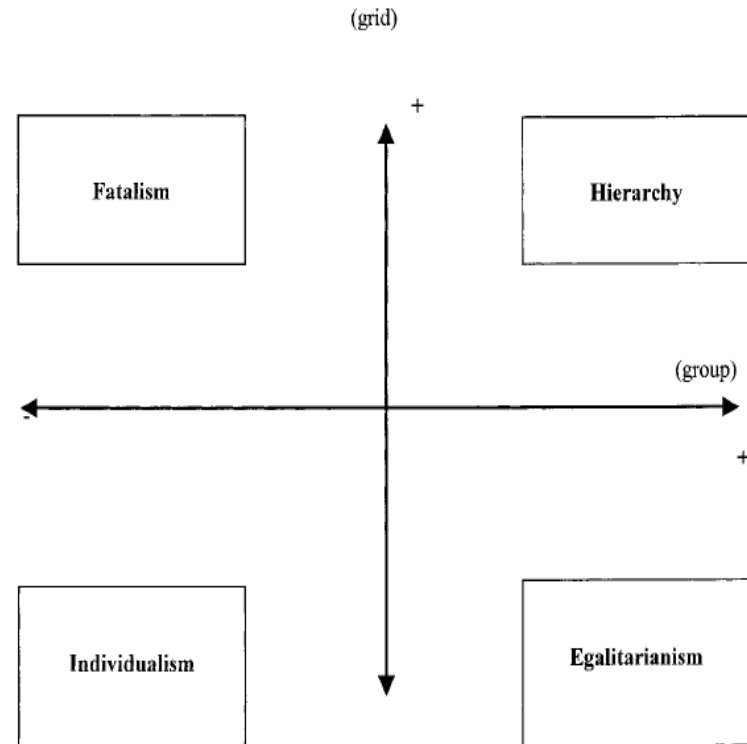 (grid)
+
Fatalism
Hierarchy
(group)
-
+
Individualism
Egalitarianism